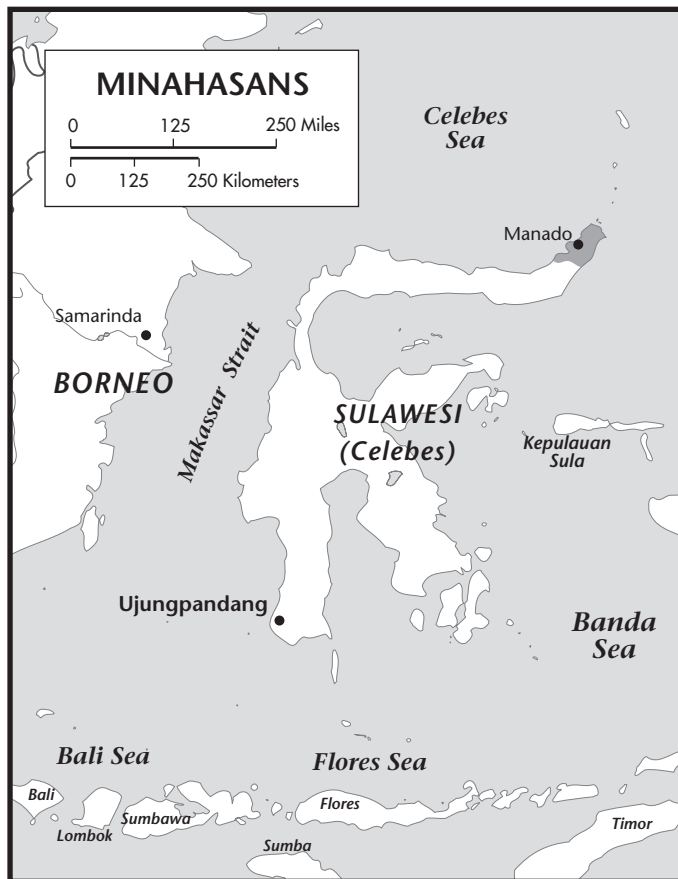 MINAHASANS
0 125 250 Miles
0 125 250 Kilometers
Celebes
Sea
Manado
Samarinda
BORNEO
Makassar Strait
SULAWESI
(Celebes)
Kepulauan
Sula
Ujungpandang
Banda
Sea
Bali Sea
Flores Sea
Bali
Lombok
Sumbawa
Flores
Sumba
Timor